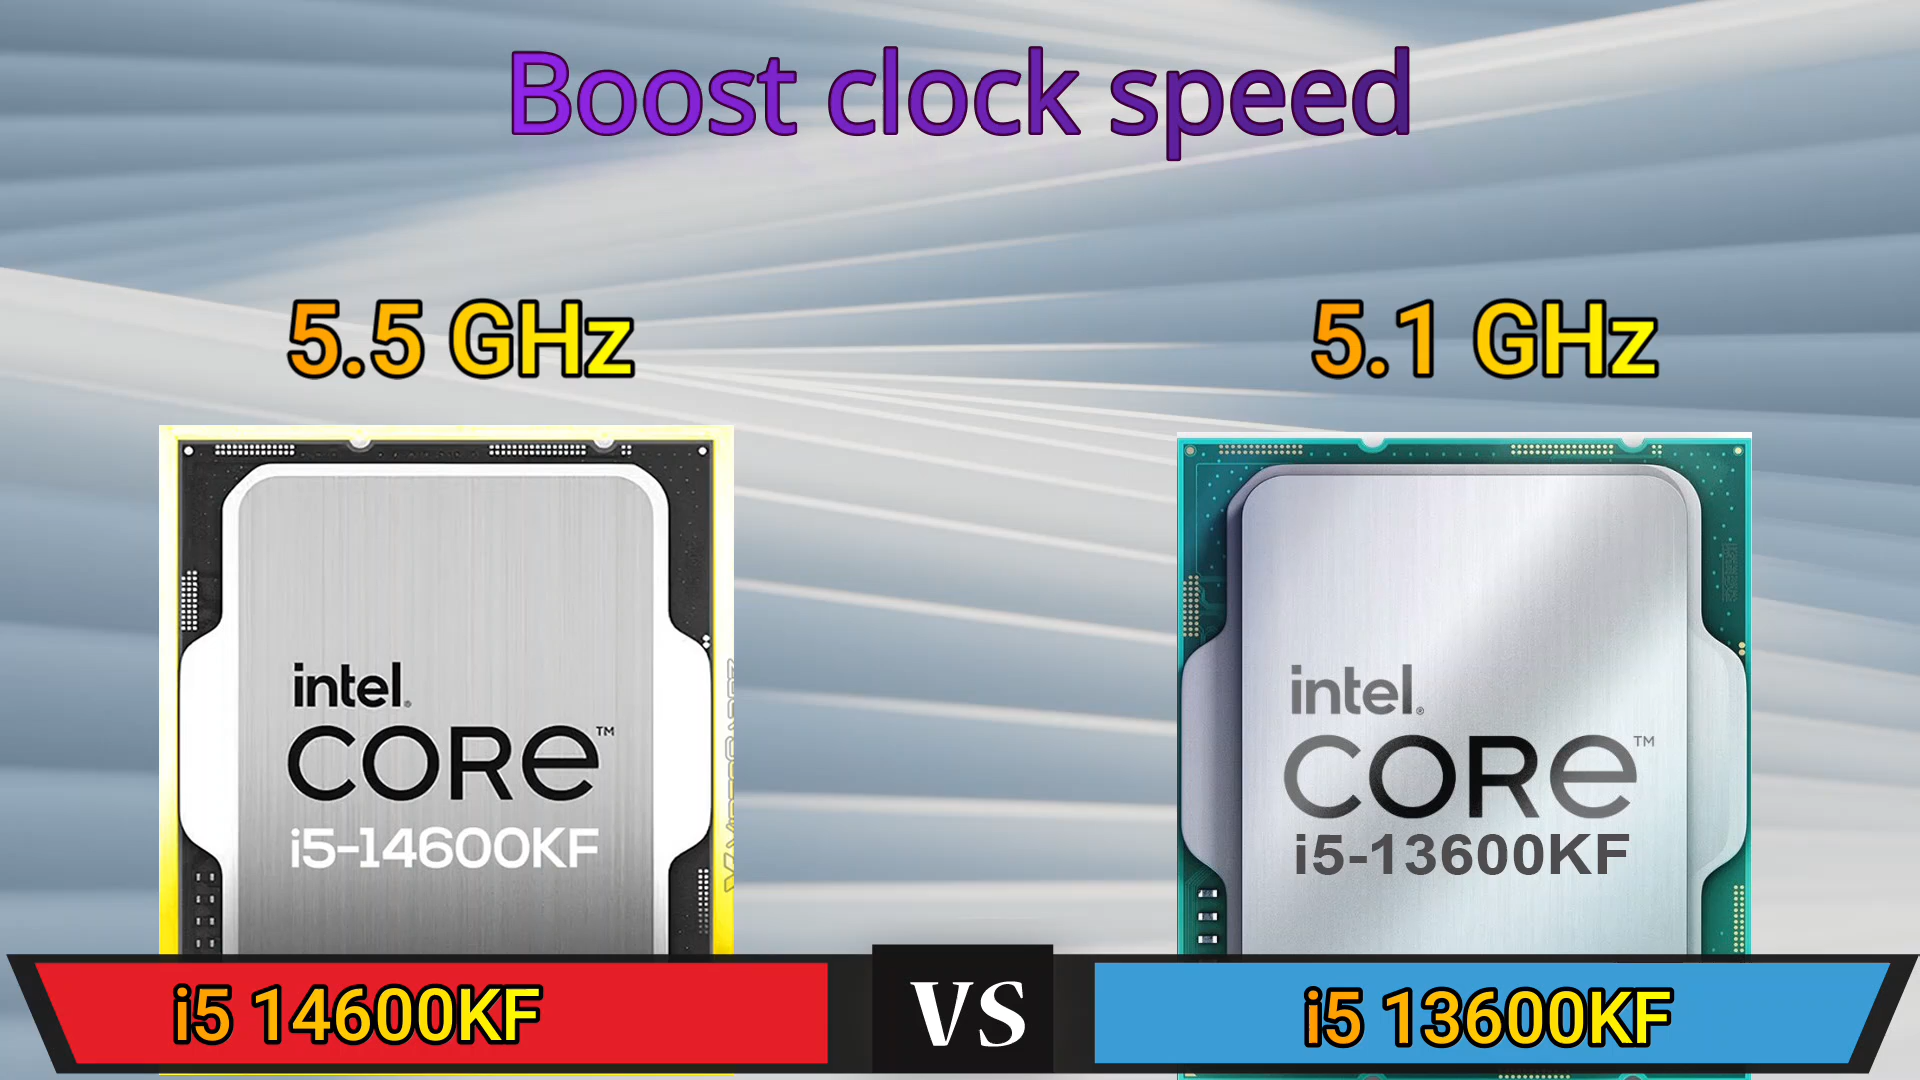 Boost clock speed
5.5 GHz
5.1 GHz
intel.
CORE™
i5-14600KF
intel®
CORE™
i5-13600KF
i5 14600KF
VS
i5 13600KF